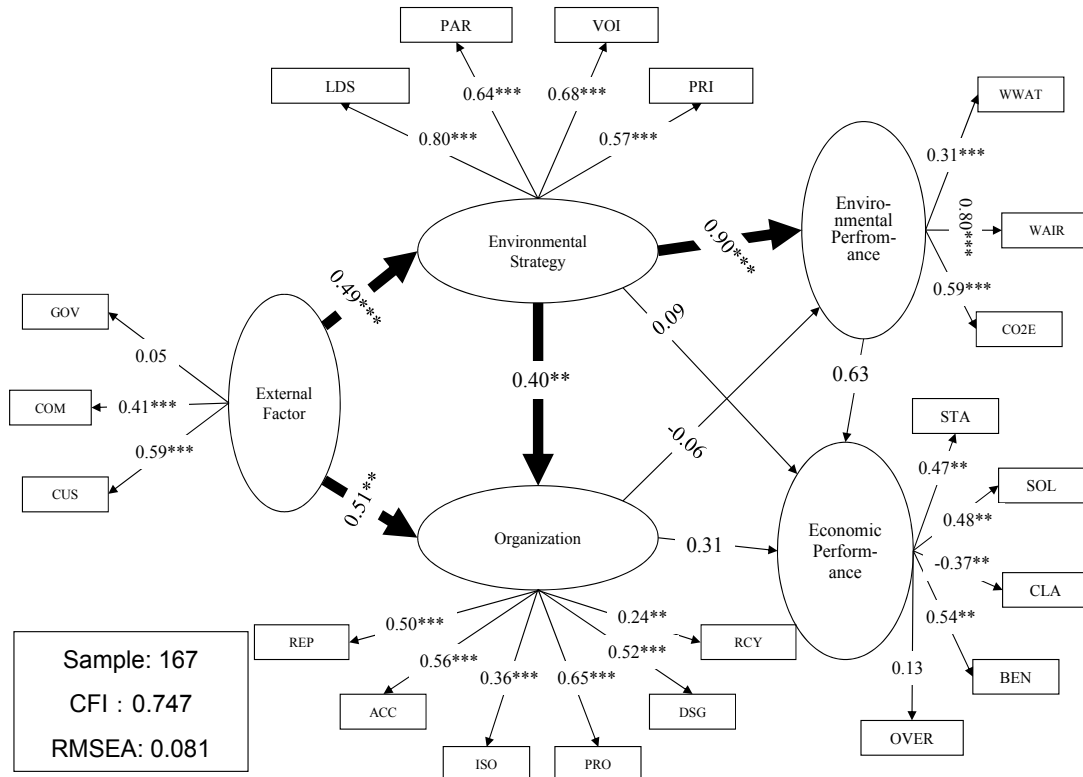 PAR
VOI
LDS
PRI
WWAT
0.64***
0.68***
0.80***
0.57***
0.31***
Enviro-
nmental
Perfrom-
ance
0.80***
WAIR
Environmental
Strategy
0.90***
0.59***
CO2E
0.49***
GOV
0.05
0.09
0.63
COM
0.41***
External
Factor
0.40**
-0.06
STA
0.59***
CUS
0.47**
SOL
0.51**
0.48**
Organization
0.31
Economic
Perform-
ance
-0.37**
CLA
0.54**
BEN
0.13
OVER
REP
0.50***
0.24**
RCY
0.56***
0.52***
ACC
0.36***
0.65***
DSG
ISO
PRO
Sample: 167
CFI : 0.747
RMSEA: 0.081